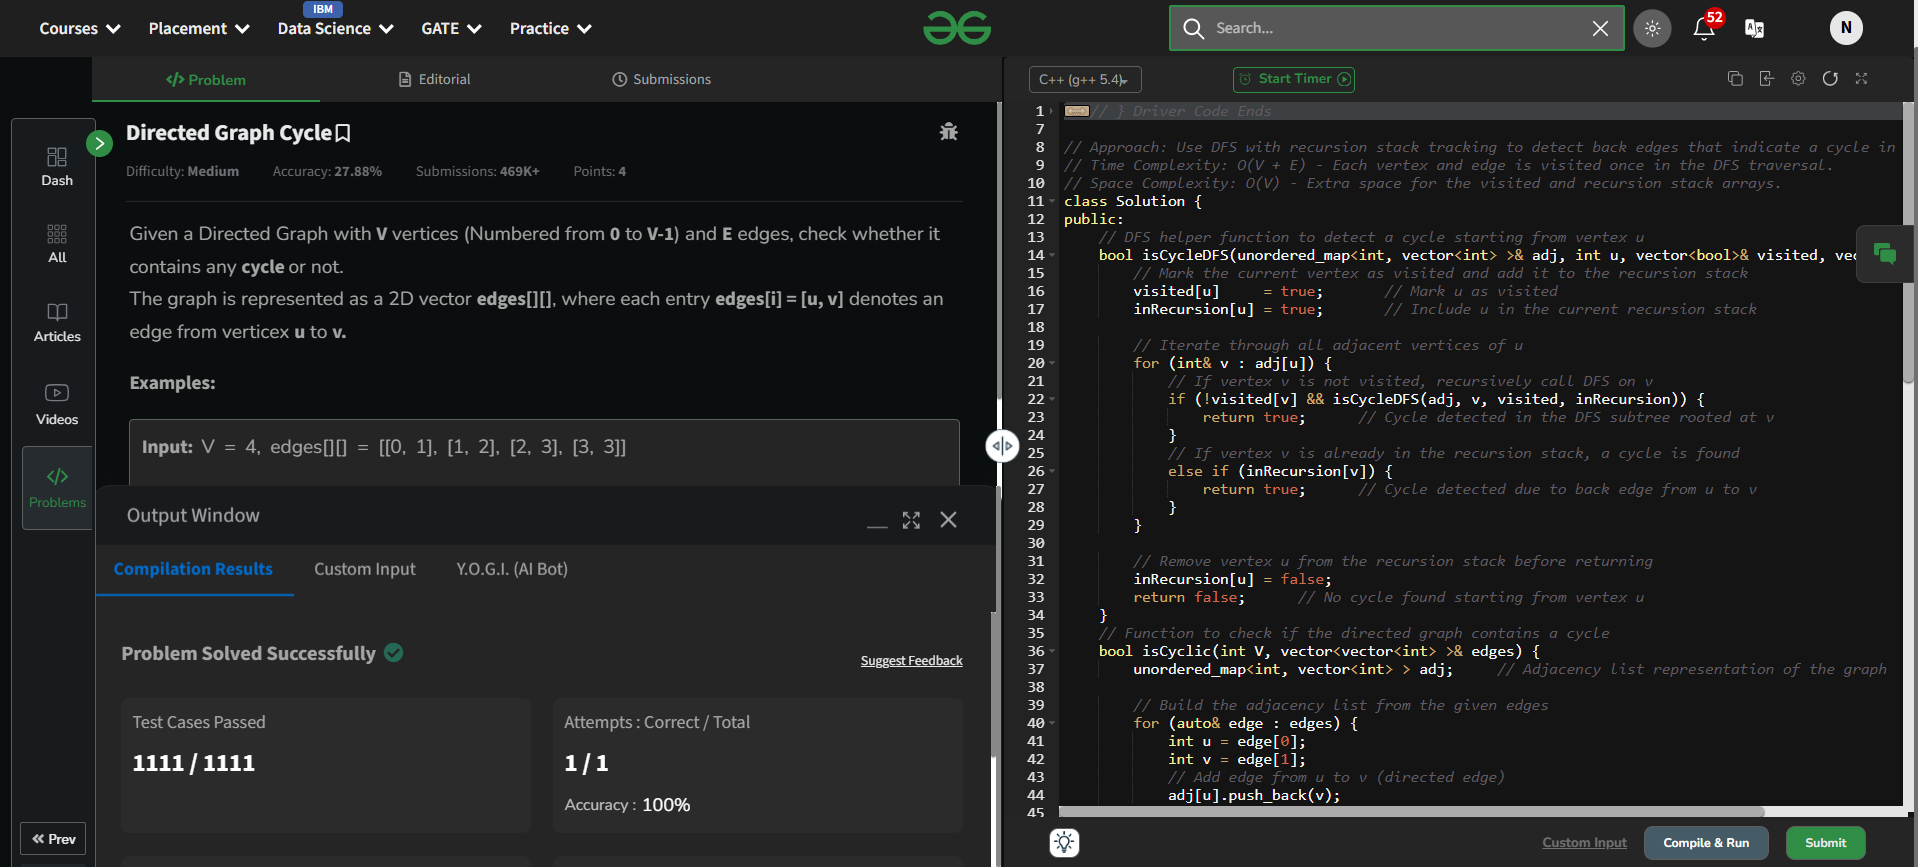 Courses Placement IBM Data Science GATE Practice Search... 52 N
Problem Editorial Submissions
Directed Graph Cycle
Difficulty: Medium Accuracy: 27.88% Submissions: 469K+ Points: 4
Given a Directed Graph with V vertices (Numbered from 0 to V-1) and E edges, check whether it
contains any cycle or not.
The graph is represented as a 2D vector edges[][], where each entry edges[i] = [u, v] denotes an
edge from verticex u to v.
Examples:
Input: V = 4, edges[][] = [[0, 1], [1, 2], [2, 3], [3, 3]]
Dash
All
Articles
Videos
Problems
Prev
Output Window
Compilation Results Custom Input Y.O.G.I. (AI Bot)
Problem Solved Successfully
Suggest Feedback
Test Cases Passed
1111 / 1111
Attempts : Correct / Total
1 / 1
Accuracy : 100%
C++ (g++ 5.4) Start Timer
1 // } Driver Code Ends
7
8 // Approach: Use DFS with recursion stack tracking to detect back edges that indicate a cycle in
9 // Time Complexity: O(V + E) - Each vertex and edge is visited once in the DFS traversal.
10 // Space Complexity: O(V) - Extra space for the visited and recursion stack arrays.
11 class Solution {
12 public:
13 // DFS helper function to detect a cycle starting from vertex u
14 bool isCycleDFS(unordered_map<int, vector<int> >& adj, int u, vector<bool>& visited, vec
15 // Mark the current vertex as visited and add it to the recursion stack
16 visited[u] = true; // Mark u as visited
17 inRecursion[u] = true; // Include u in the current recursion stack
18
19 // Iterate through all adjacent vertices of u
20 for (int& v : adj[u]) {
21 // If vertex v is not visited, recursively call DFS on v
22 if (!visited[v] && isCycleDFS(adj, v, visited, inRecursion)) {
23 return true; // Cycle detected in the DFS subtree rooted at v
24 }
25 // If vertex v is already in the recursion stack, a cycle is found
26 else if (inRecursion[v]) {
27 return true; // Cycle detected due to back edge from u to v
28 }
29 }
30
31 // Remove vertex u from the recursion stack before returning
32 inRecursion[u] = false;
33 return false; // No cycle found starting from vertex u
34 }
35 // Function to check if the directed graph contains a cycle
36 bool isCyclic(int V, vector<vector<int> >& edges) {
37 unordered_map<int, vector<int> > adj; // Adjacency list representation of the graph
38
39 // Build the adjacency list from the given edges
40 for (auto& edge : edges) {
41 int u = edge[0];
42 int v = edge[1];
43 // Add edge from u to v (directed edge)
44 adj[u].push_back(v);
45
Custom Input Compile & Run Submit